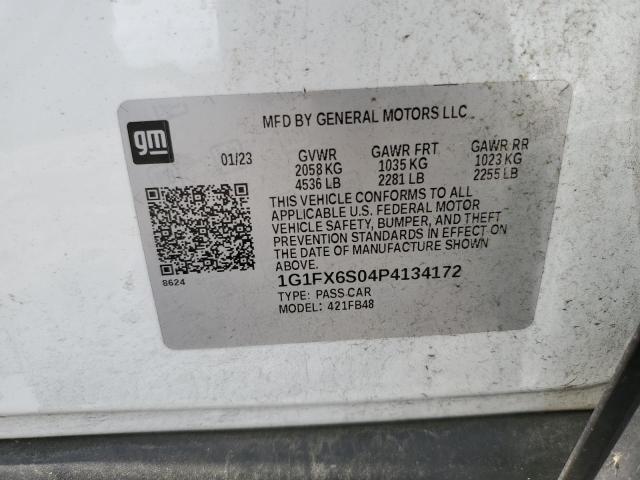 MFD BY GENERAL MOTORS LLC
gm
01/23 GVWR GAWR FRT GAWR RR
2058 KG 1035 KG 1023 KG
4536 LB 2281 LB 2255 LB
THIS VEHICLE CONFORMS TO ALL
APPLICABLE U.S. FEDERAL MOTOR
VEHICLE SAFETY, BUMPER, AND THEFT
PREVENTION STANDARDS IN EFFECT ON
THE DATE OF MANUFACTURE SHOWN
ABOVE.
8624
1G1FX6S04P4134172
TYPE: PASS CAR
MODEL: 421FB48